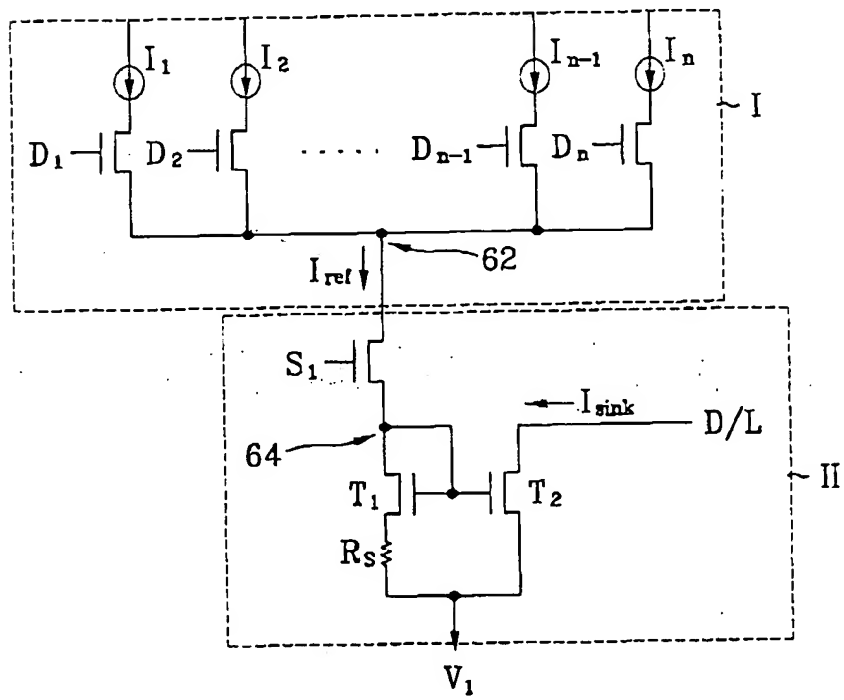 I1 I2 In-1 In
I
D1 D2 ..... Dn-1 Dn
62
Iref
S1
Isink
D/L
64
II
T1 T2
RS
V1